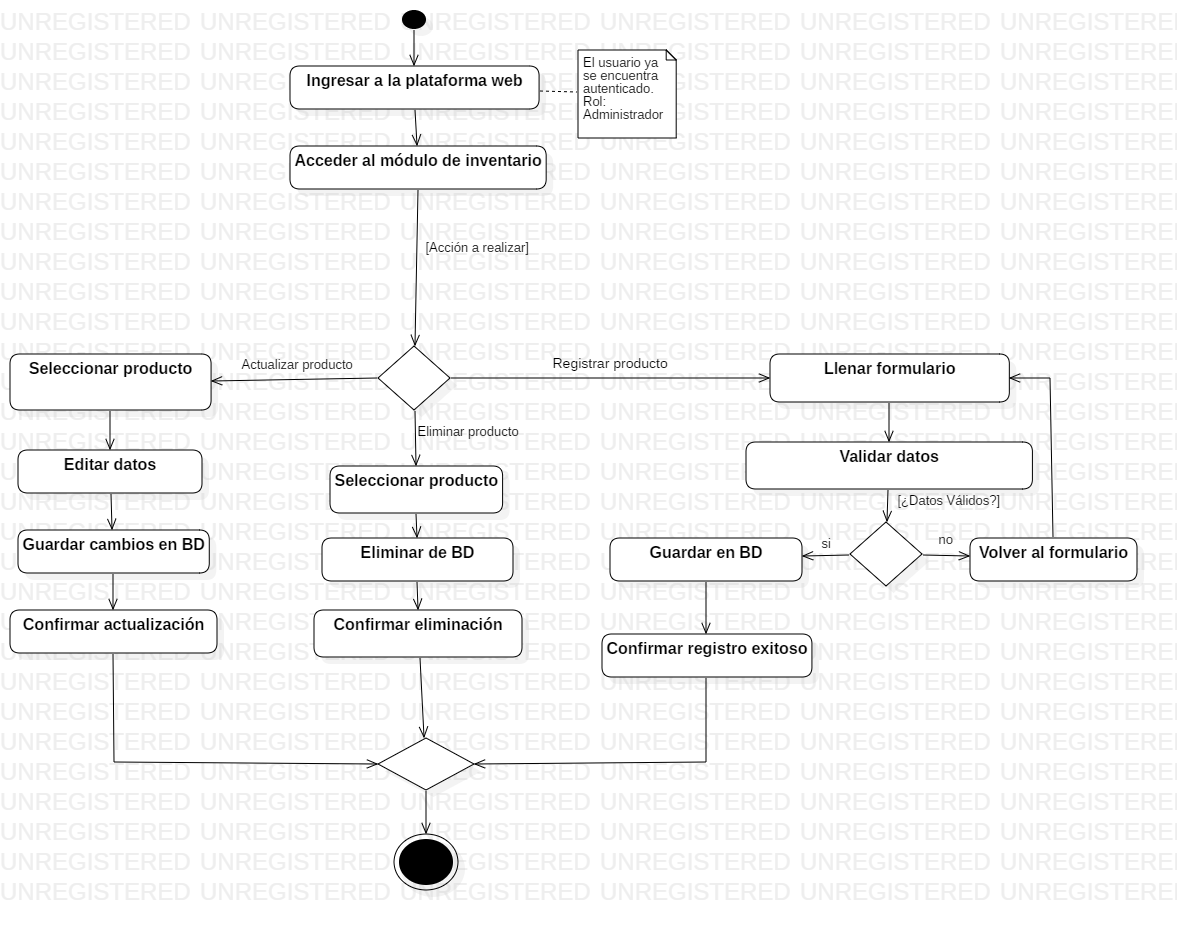 Ingresar a la plataforma web
El usuario ya
se encuentra
autenticado.
Rol:
Administrador
Acceder al módulo de inventario
[Acción a realizar]
Actualizar producto
Registrar producto
Eliminar producto
Seleccionar producto
Editar datos
Guardar cambios en BD
Confirmar actualización
Seleccionar producto
Eliminar de BD
Confirmar eliminación
Llenar formulario
Validar datos
[¿Datos Válidos?]
si
no
Guardar en BD
Volver al formulario
Confirmar registro exitoso
UNREGISTERED